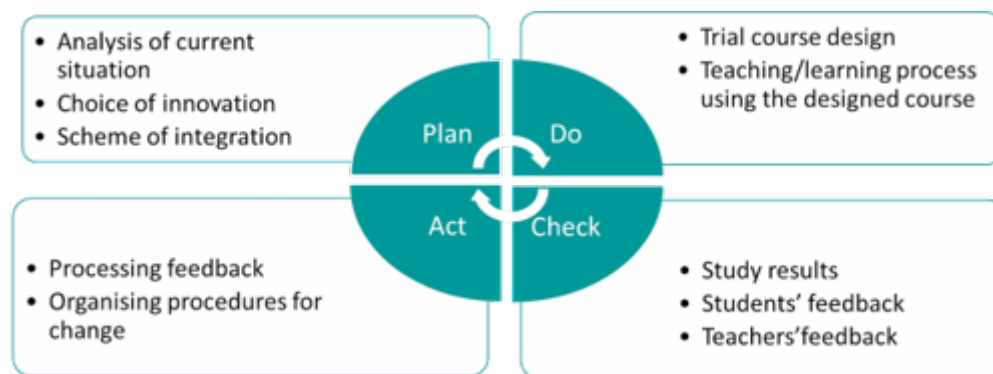 • Analysis of current
situation
• Choice of innovation
• Scheme of integration
• Trial course design
• Teaching/learning process
using the designed course
Plan
Do
Act
Check
• Processing feedback
• Organising procedures for
change
• Study results
• Students' feedback
• Teachers'feedback